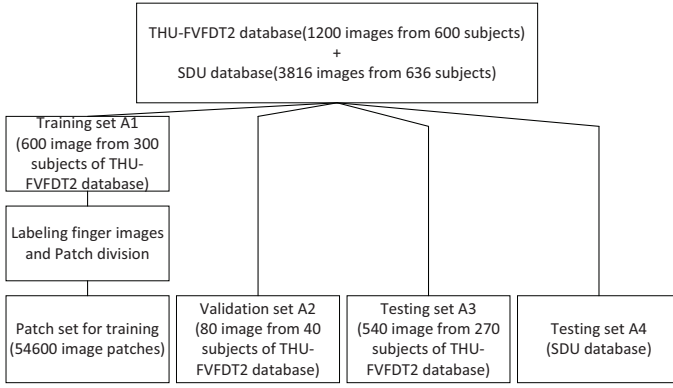 THU-FVFDT2 database(1200 images from 600 subjects)
+
SDU database(3816 images from 636 subjects)
Training set A1
(600 image from 300
subjects of THU-
FVFDT2 database)
Labeling finger images
and Patch division
Patch set for training
(54600 image patches)
Validation set A2
(80 image from 40
subjects of THU-
FVFDT2 database)
Testing set A3
(540 image from 270
subjects of THU-
FVFDT2 database)
Testing set A4
(SDU database)